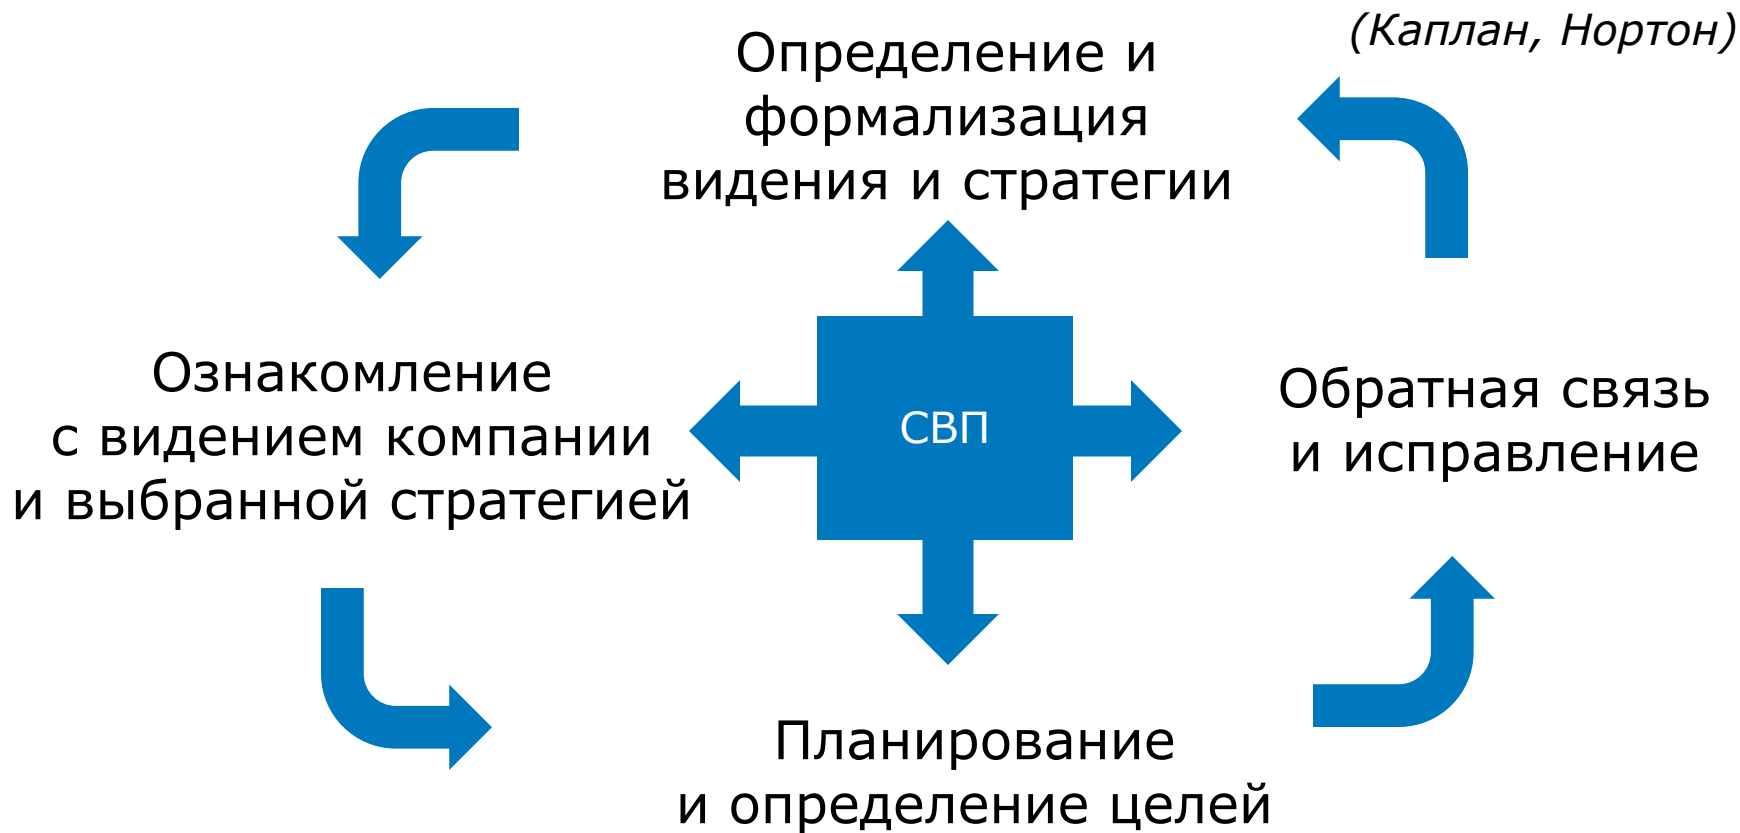 (Каплан, Нортон)
Определение и
формализация
видения и стратегии
Ознакомление
с видением компании
и выбранной стратегией
СВП
Обратная связь
и исправление
Планирование
и определение целей